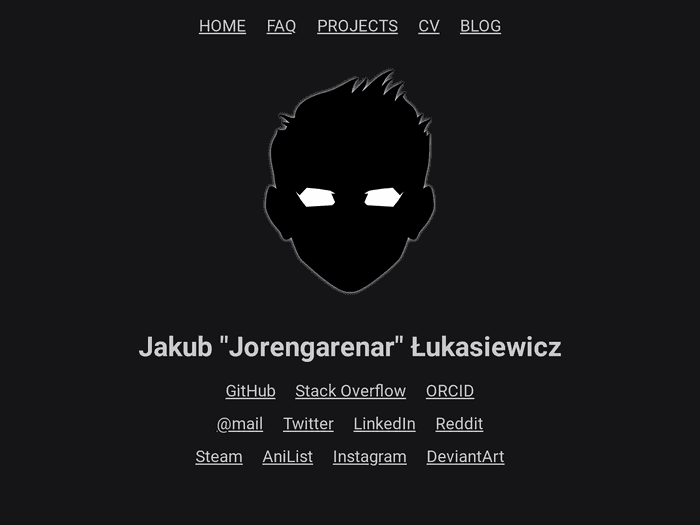 HOME FAQ PROJECTS CV BLOG
Jakub "Jorengarenar" Łukasiewicz
GitHub Stack Overflow ORCID
@mail Twitter LinkedIn Reddit
Steam AniList Instagram DeviantArt